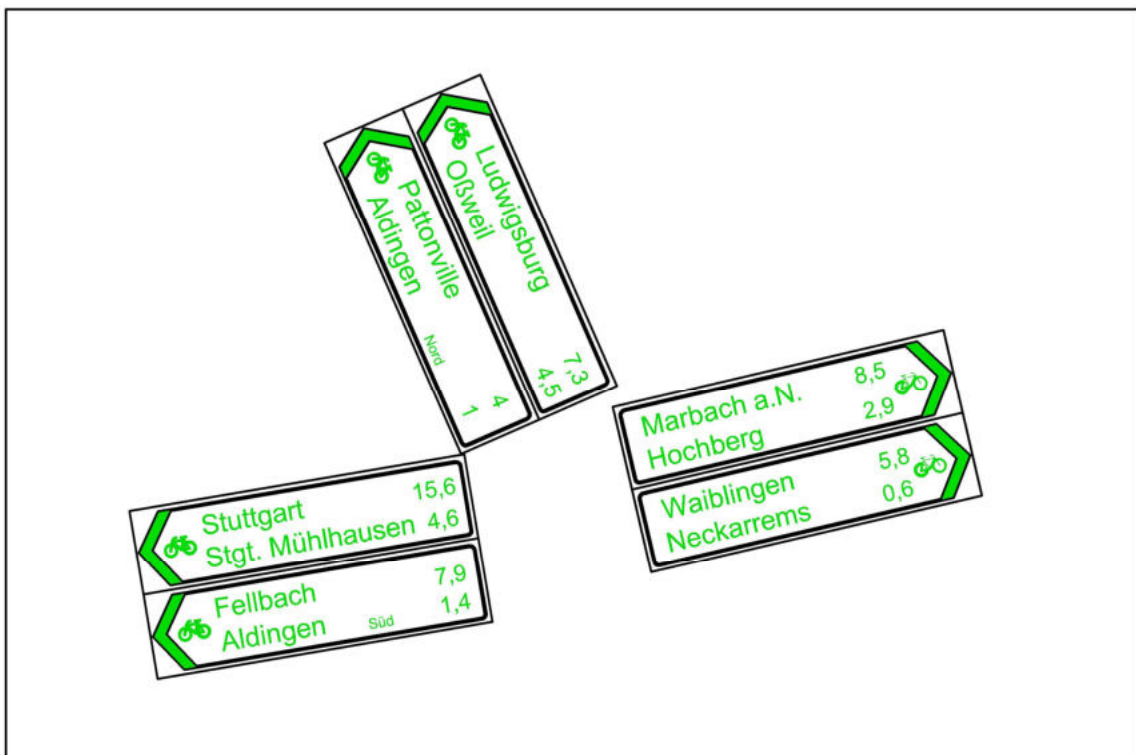 Ludwigsburg 7,3
Oßweil 4,5
Pattonville 4
Aldingen Nord 1
Marbach a.N. 8,5
Hochberg 2,9
Waiblingen 5,8
Neckarrems 0,6
Stuttgart 15,6
Stgt. Mühlhausen 4,6
Fellbach 7,9
Aldingen Süd 1,4